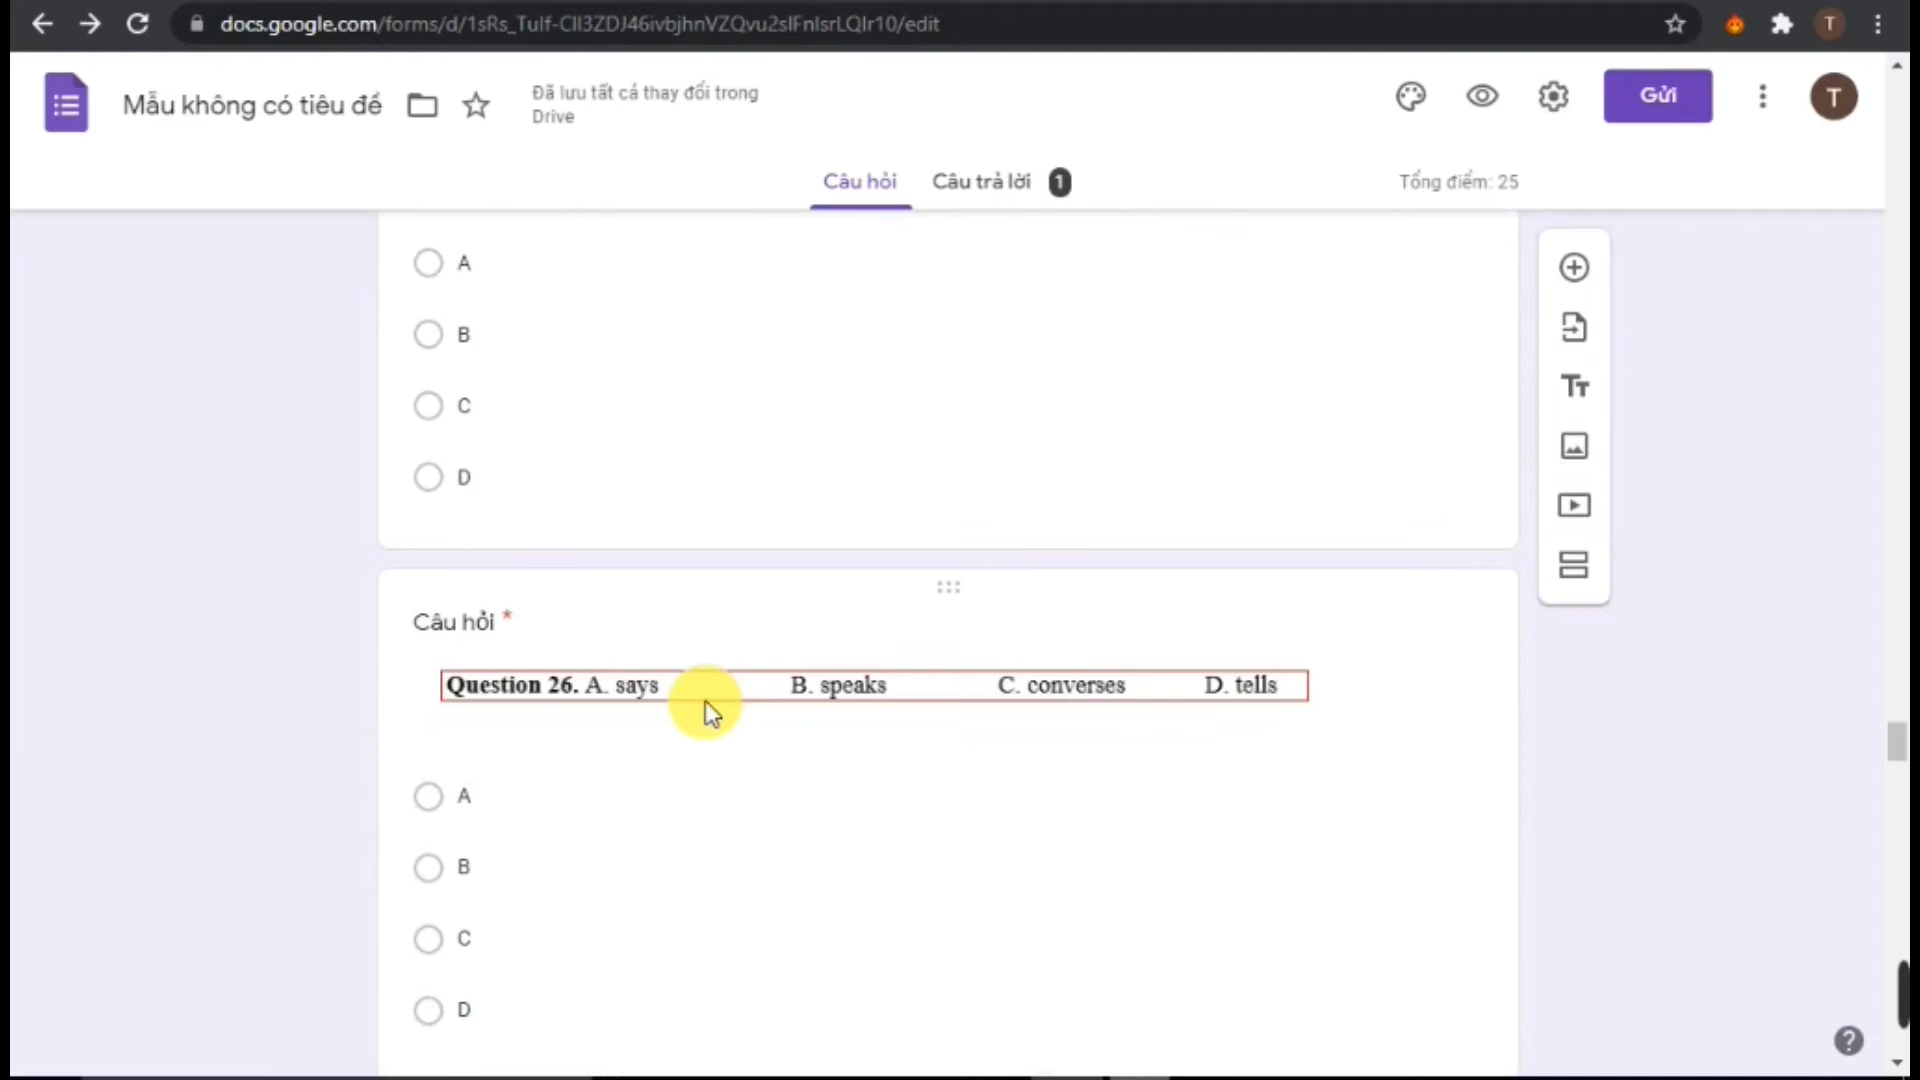 docs.google.com/forms/d/1sRs_Tulf-Cll3ZDJ46ivbjhnVZQvu2slFnlsrLQlr10/edit
T
Mẫu không có tiêu đề
Đã lưu tất cả thay đổi trong
Drive
Gửi
T
Câu hỏi
Câu trả lời 1
Tổng điểm: 25
A
B
C
D
Câu hỏi *
Question 26. A. says B. speaks C. converses D. tells
A
B
C
D